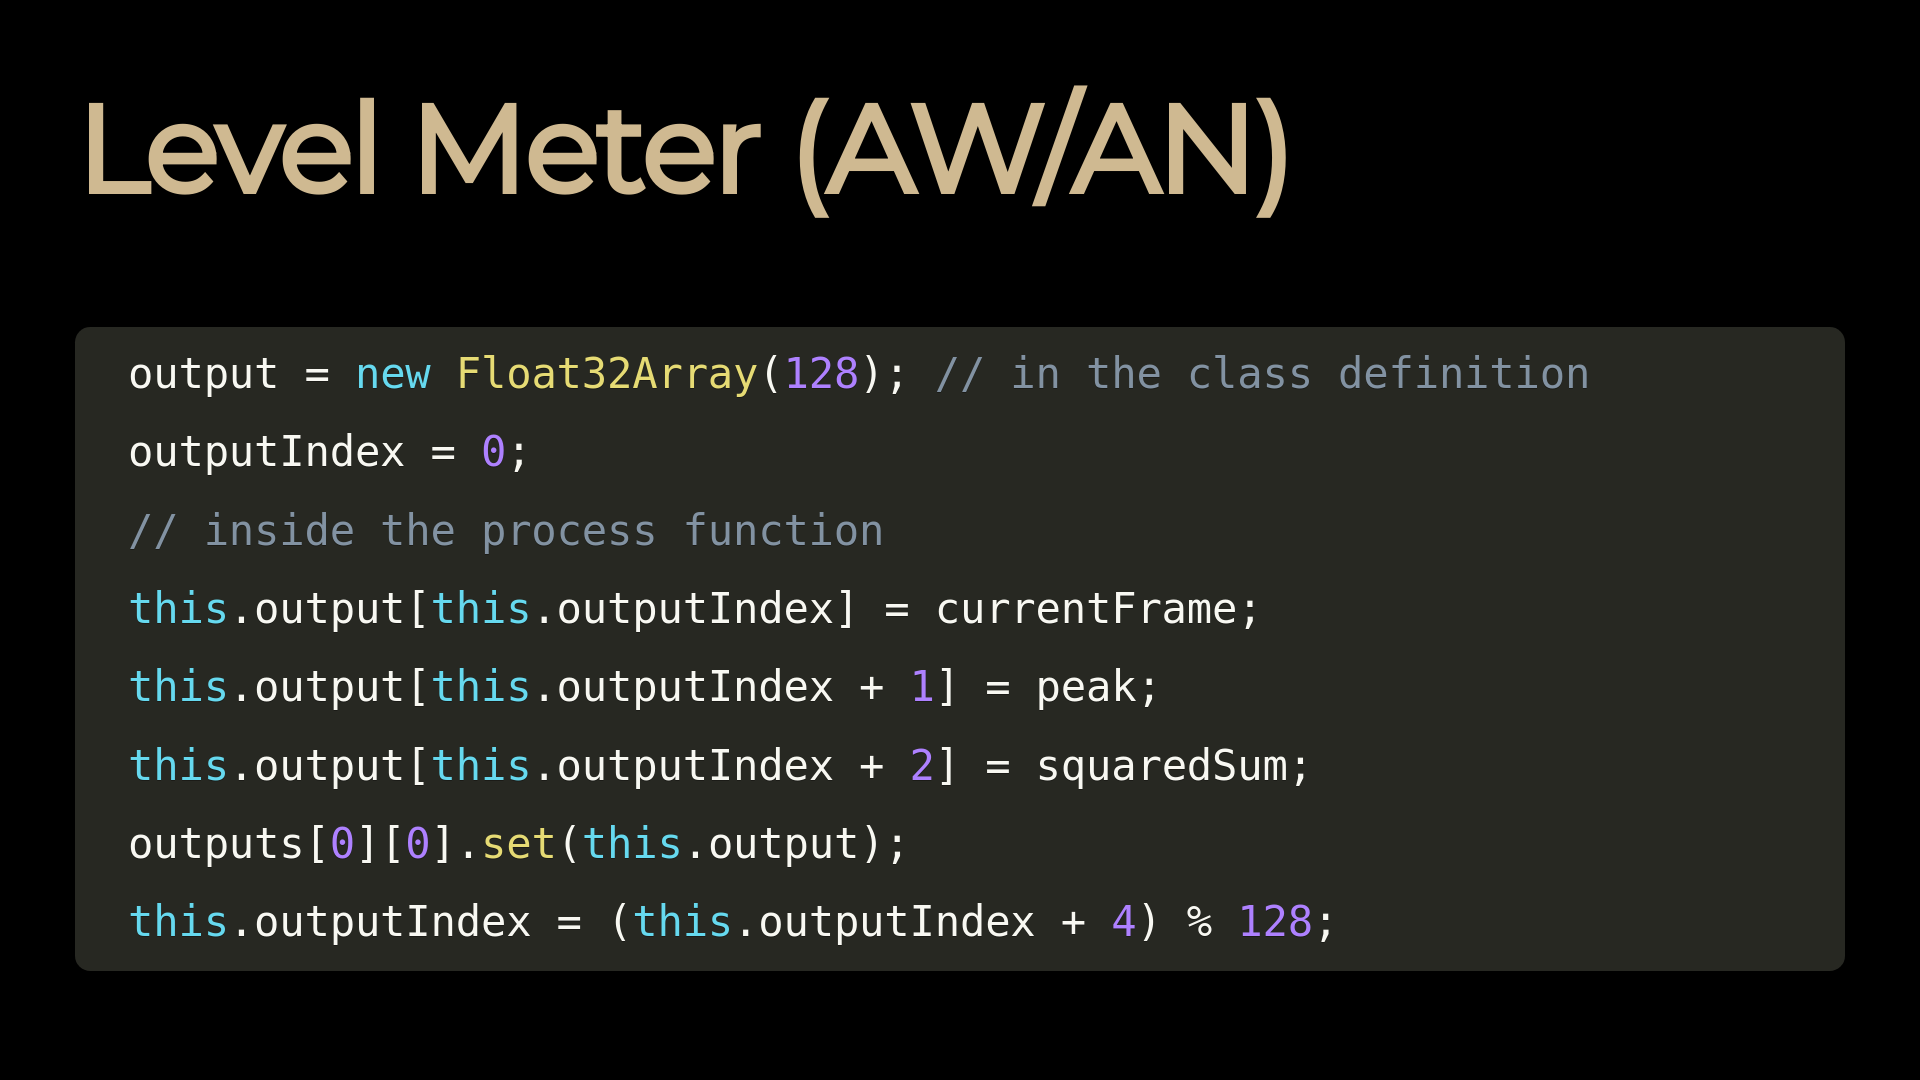 Level Meter (AW/AN)
output = new Float32Array(128); // in the class definition
outputIndex = 0;
// inside the process function
this.output[this.outputIndex] = currentFrame;
this.output[this.outputIndex + 1] = peak;
this.output[this.outputIndex + 2] = squaredSum;
outputs[0][0].set(this.output);
this.outputIndex = (this.outputIndex + 4) % 128;